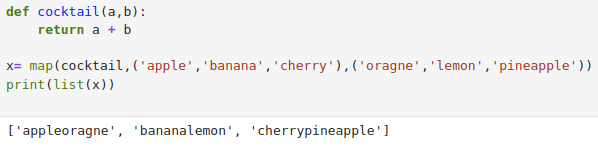 def cocktail(a,b):
    return a + b
x= map(cocktail,('apple','banana','cherry'),('oragne','lemon','pineapple'))
print(list(x))
['appleoragne', 'bananalemon', 'cherrypineapple']